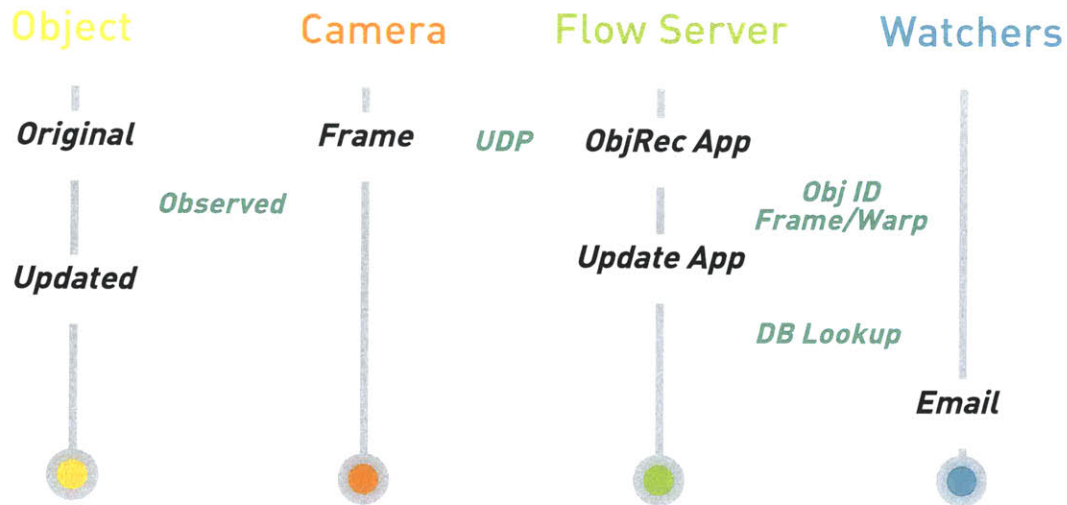 Object
Camera
Flow Server
Watchers
Original
Frame
UDP
ObjRec App
Observed
Obj ID
Frame/Warp
Updated
Update App
DB Lookup
Email